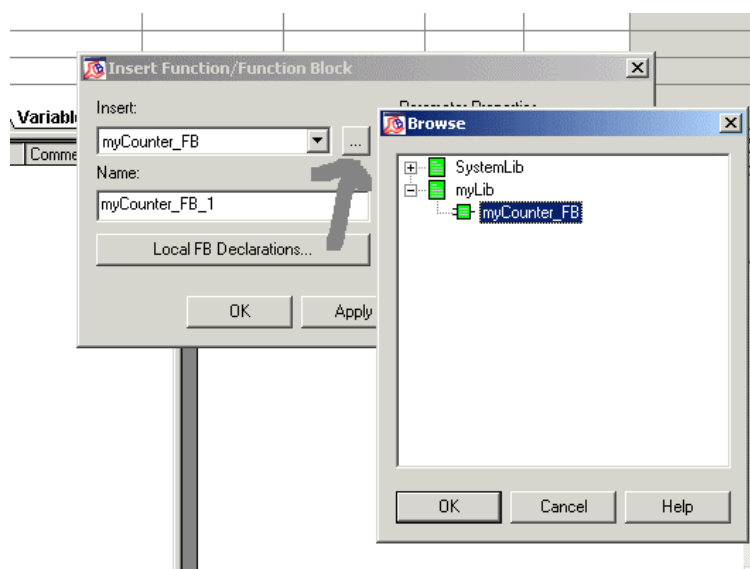 Insert Function/Function Block
Variabl
Comme
Insert:
myCounter_FB
...
Name:
myCounter_FB_1
Local FB Declarations...
OK
Apply
Browse
SystemLib
myLib
myCounter_FB
OK
Cancel
Help